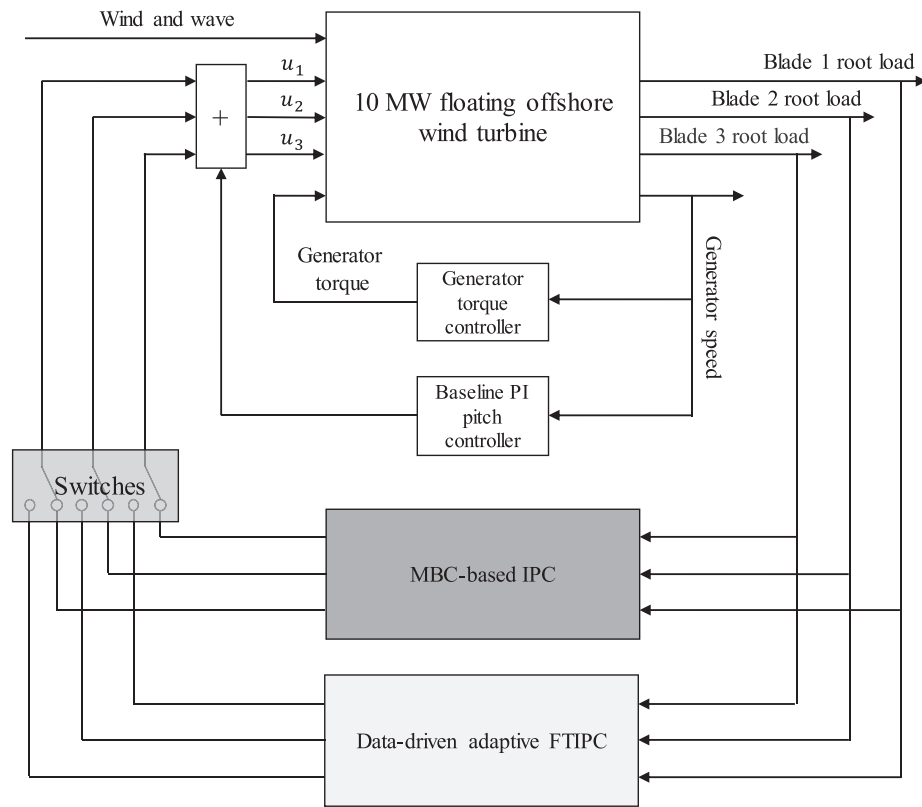 Wind and wave
u₁
u₂
u₃
+
10 MW floating offshore
wind turbine
Blade 1 root load
Blade 2 root load
Blade 3 root load
Generator
torque
Generator
torque
controller
Generator speed
Baseline PI
pitch
controller
Switches
MBC-based IPC
Data-driven adaptive FTIPC